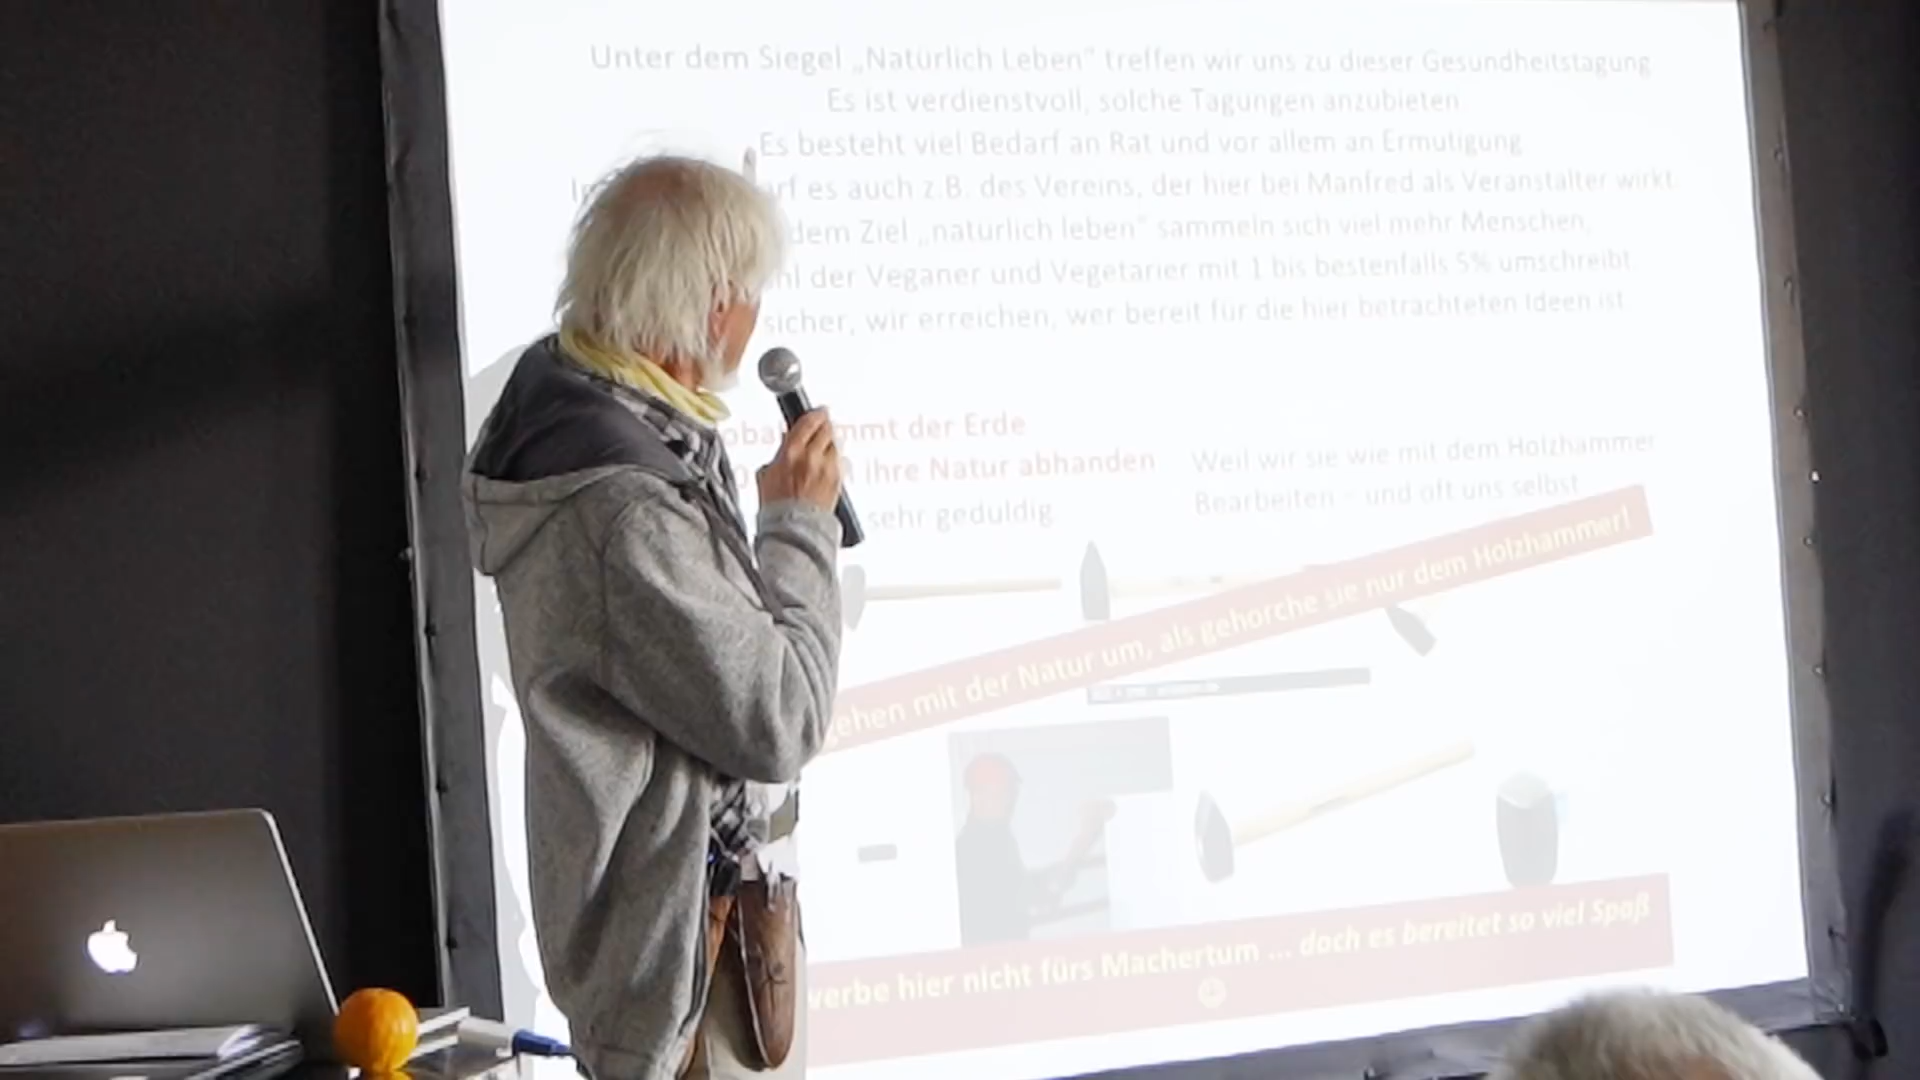 Unter dem Siegel „Natürlich Leben" treffen wir uns zu dieser Gesundheitstagung
Es ist verdienstvoll, solche Tagungen anzubieten
Es besteht viel Bedarf an Rat und vor allem an Ermutigung
es auch z.B. des Vereins, der hier bei Manfred als Veranstalter wirkt
dem Ziel „natürlich leben" sammeln sich viel mehr Menschen,
der Veganer und Vegetarier mit 1 bis bestenfalls 5% umschreibt
sicher, wir erreichen, wer bereit für die hier betrachteten Ideen ist
der Erde
ihre Natur abhanden
sehr geduldig
Weil wir sie wie mit dem Holzhammer
Bearbeiten – und oft uns selbst
gehen mit der Natur um, als gehorche sie nur dem Holzhammer!
werbe hier nicht fürs Machertum ... doch es bereitet so viel Spaß